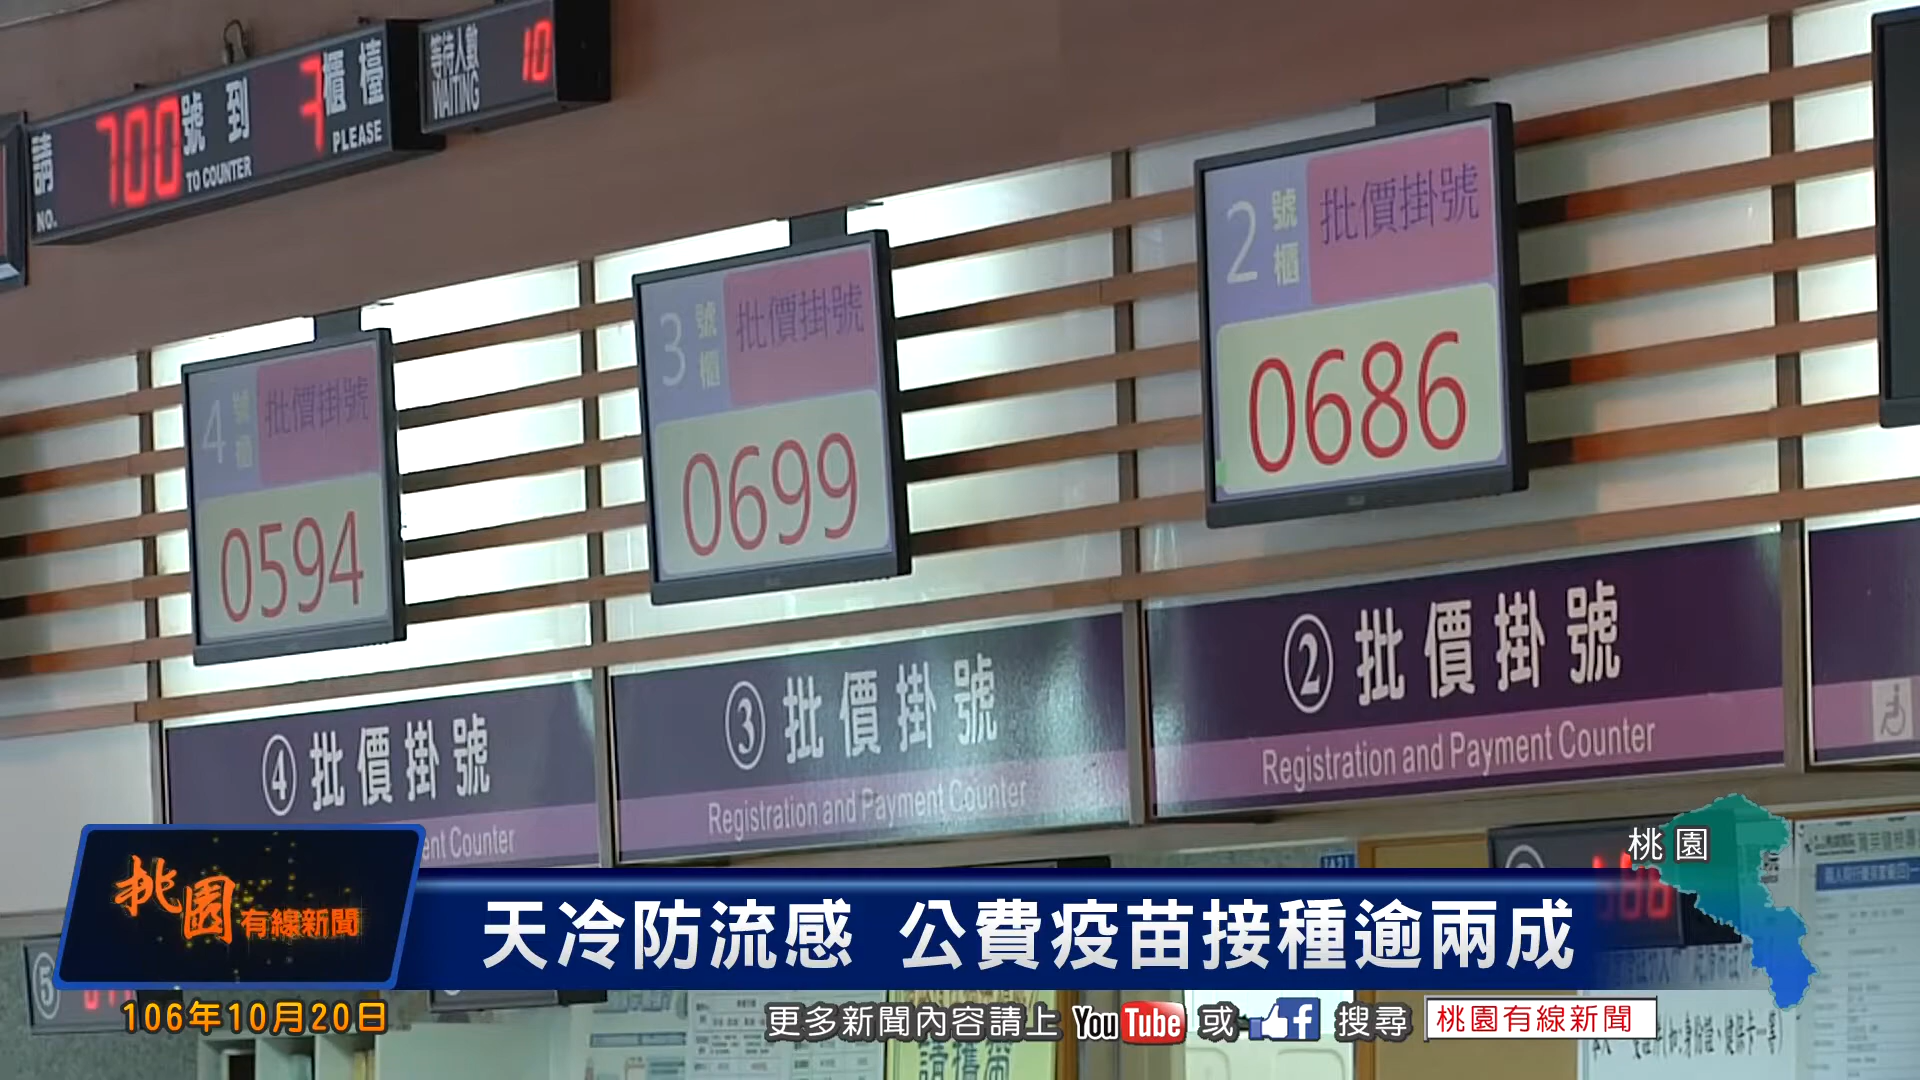 請 700 號到 7 櫃檯
NO. TO COUNTER PLEASE
等待人數 10
WAITING
2 號櫃 批價掛號
0686
3 號櫃 批價掛號
0699
4 號櫃 批價掛號
0594
② 批價掛號
Registration and Payment Counter
③ 批價掛號
Registration and Payment Counter
④ 批價掛號
ent Counter
桃園
桃園有線新聞
天冷防流感 公費疫苗接種逾兩成
106年10月20日
更多新聞內容請上 YouTube 或 f 搜尋 桃園有線新聞
⑤
請攜帶